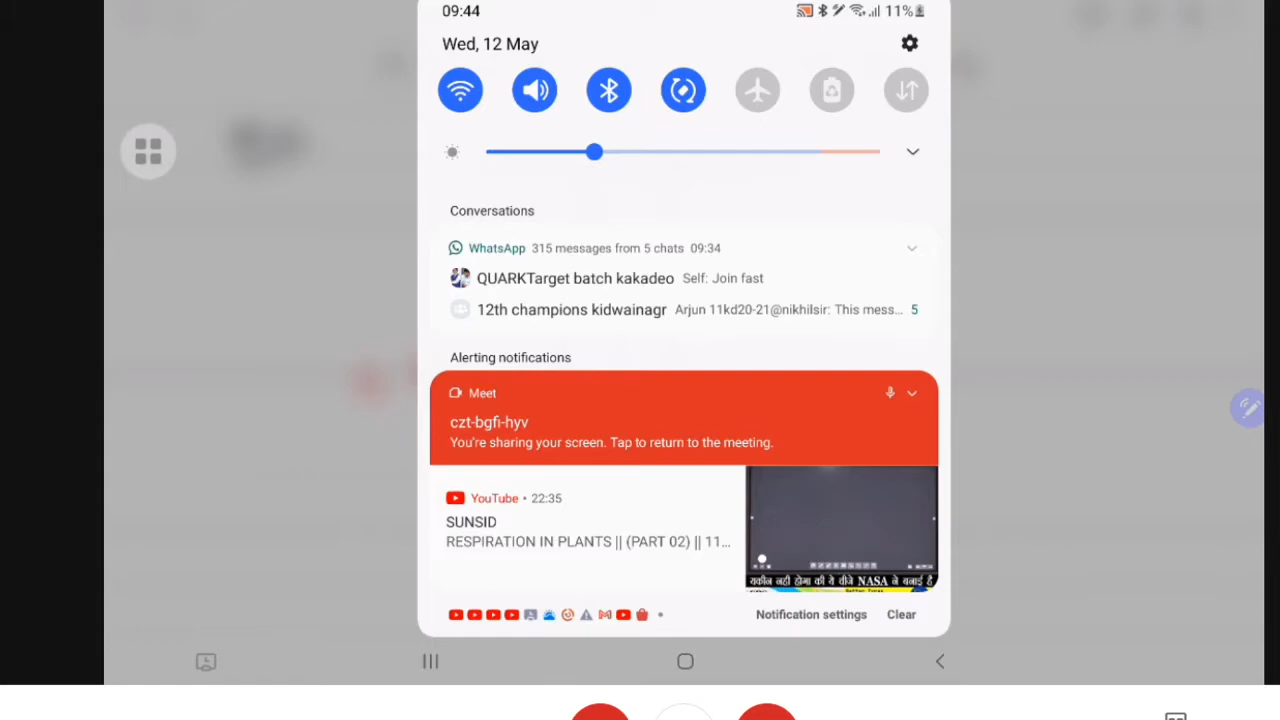 09:44 11%
Wed, 12 May
Conversations
WhatsApp 315 messages from 5 chats 09:34
QUARKTarget batch kakadeo Self: Join fast
12th champions kidwainagr Arjun 11kd20-21@nikhilsir: This mess... 5
Alerting notifications
Meet
czt-bgfi-hyv
You're sharing your screen. Tap to return to the meeting.
YouTube • 22:35
SUNSID
RESPIRATION IN PLANTS || (PART 02) || 11...
यकीन नही होगा की ये चीजे NASA ने बनाई है
Notification settings Clear